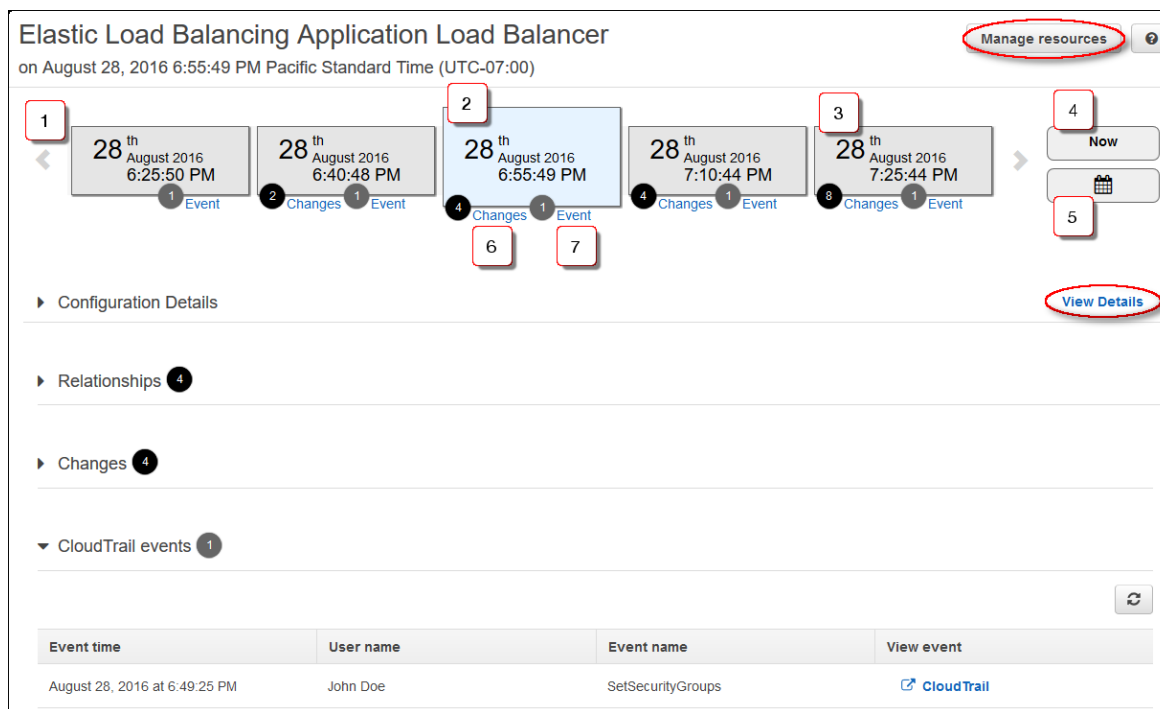 Elastic Load Balancing Application Load Balancer
Manage resources
on August 28, 2016 6:55:49 PM Pacific Standard Time (UTC-07:00)
1
28 th
August 2016
6:25:50 PM
1 Event
28 th
August 2016
6:40:48 PM
2 Changes 1 Event
2
28 th
August 2016
6:55:49 PM
4 Changes 1 Event
6 7
28 th
August 2016
7:10:44 PM
4 Changes 1 Event
3
28 th
August 2016
7:25:44 PM
8 Changes 1 Event
4
Now
5
Configuration Details View Details
Relationships 4
Changes 4
CloudTrail events 1
Event time User name Event name View event
August 28, 2016 at 6:49:25 PM John Doe SetSecurityGroups CloudTrail